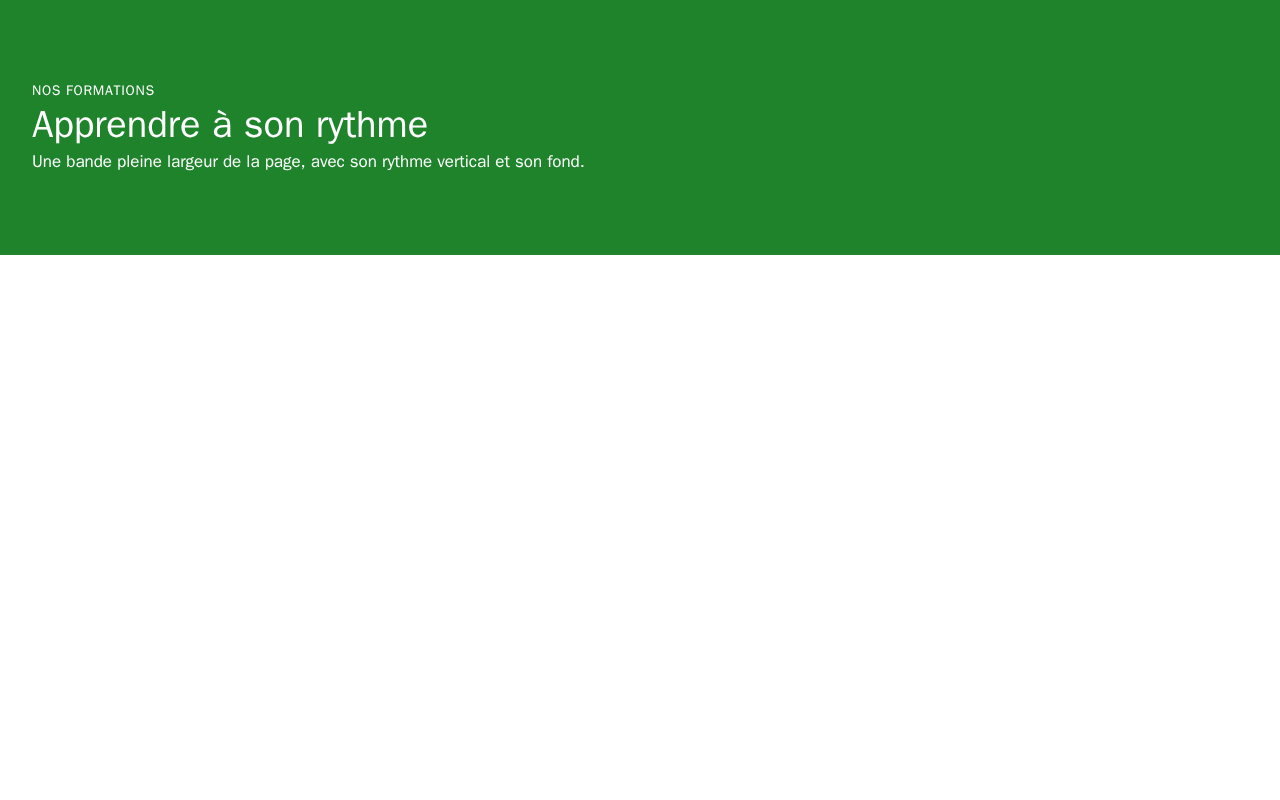 NOS FORMATIONS
Apprendre à son rythme
Une bande pleine largeur de la page, avec son rythme vertical et son fond.